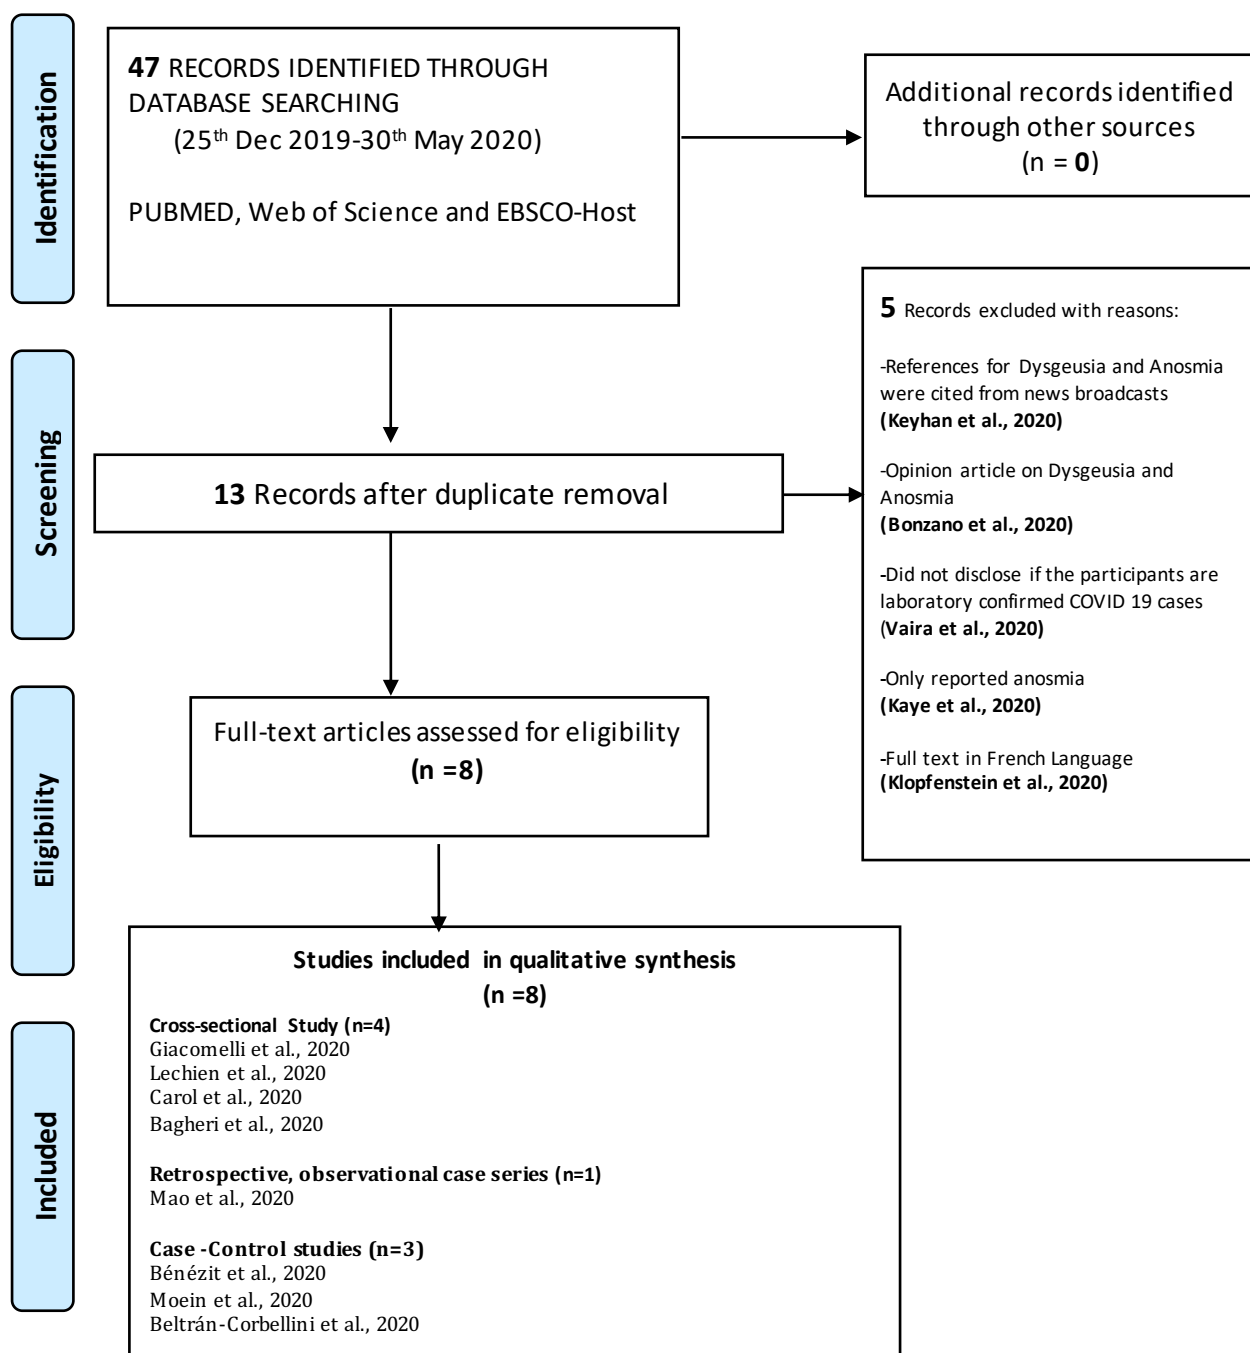 Identification
47 RECORDS IDENTIFIED THROUGH
DATABASE SEARCHING
(25th Dec 2019-30th May 2020)
PUBMED, Web of Science and EBSCO-Host
Additional records identified
through other sources
(n = 0)
Screening
13 Records after duplicate removal
5 Records excluded with reasons:
-References for Dysgeusia and Anosmia
were cited from news broadcasts
(Keyhan et al., 2020)
-Opinion article on Dysgeusia and
Anosmia
(Bonzano et al., 2020)
-Did not disclose if the participants are
laboratory confirmed COVID 19 cases
(Vaira et al., 2020)
-Only reported anosmia
(Kaye et al., 2020)
-Full text in French Language
(Klopfenstein et al., 2020)
Eligibility
Full-text articles assessed for eligibility
(n =8)
Included
Studies included in qualitative synthesis
(n =8)
Cross-sectional Study (n=4)
Giacomelli et al., 2020
Lechien et al., 2020
Carol et al., 2020
Bagheri et al., 2020
Retrospective, observational case series (n=1)
Mao et al., 2020
Case -Control studies (n=3)
Bénézit et al., 2020
Moein et al., 2020
Beltrán-Corbellini et al., 2020